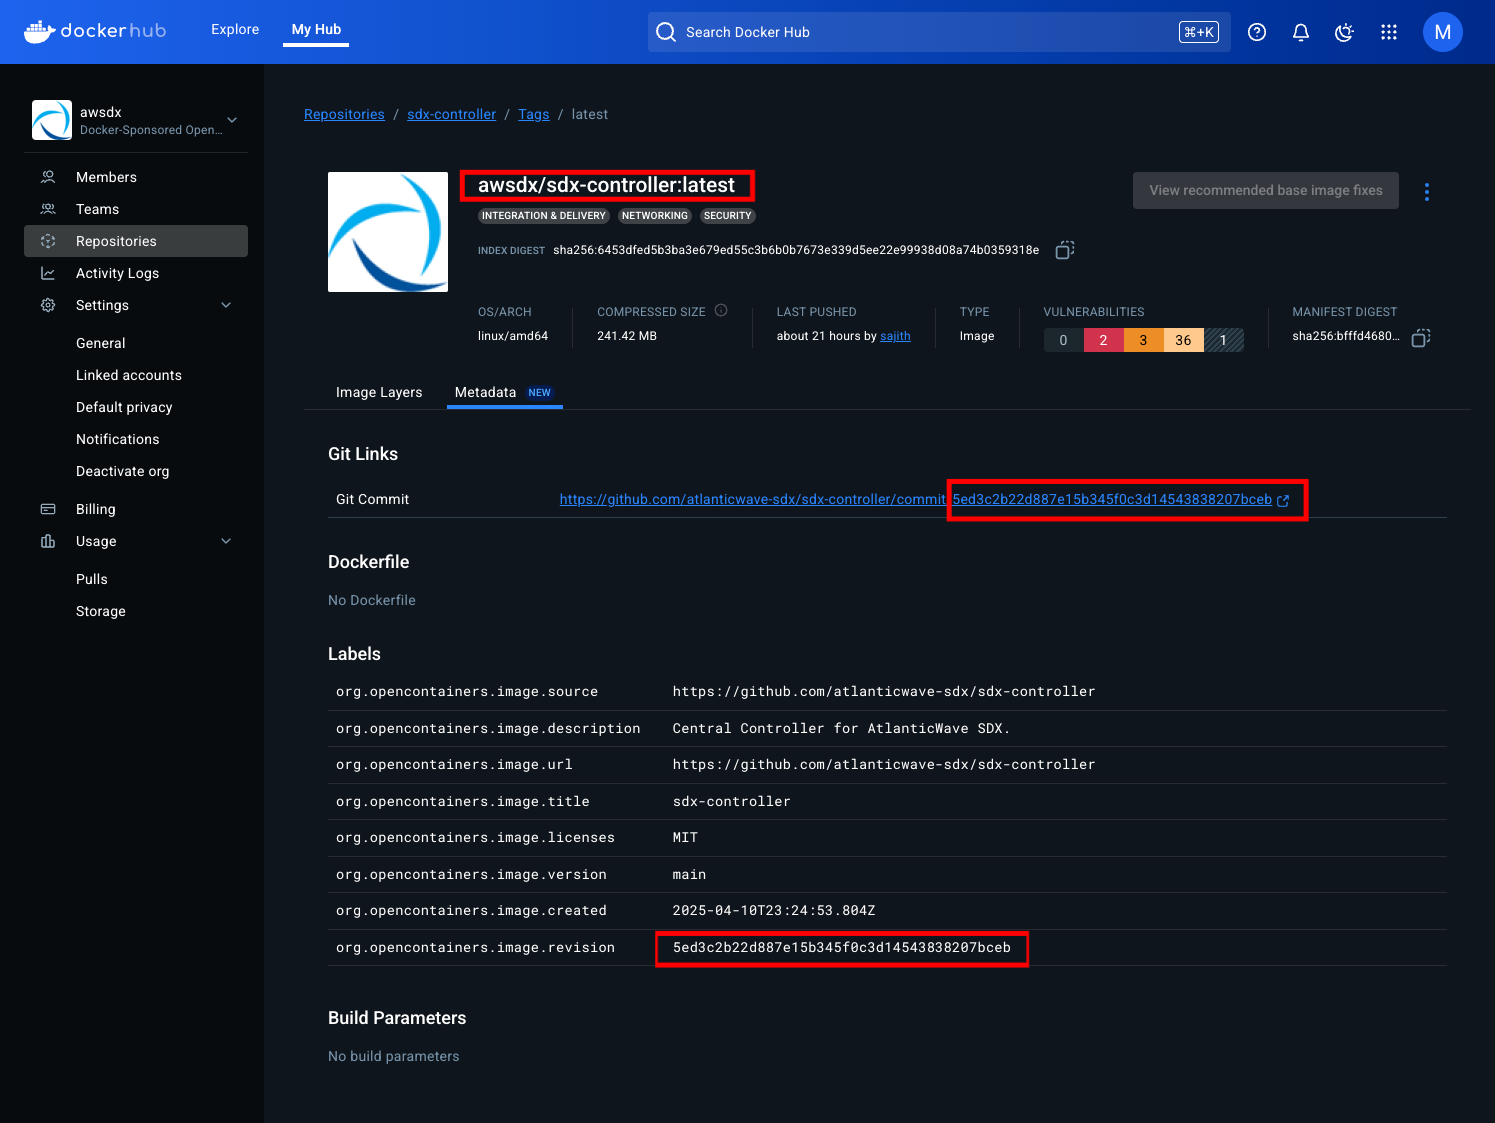 docker hub
Explore
My Hub
Search Docker Hub
⌘+K
M
awsdx
Docker-Sponsored Open...
Members
Teams
Repositories
Activity Logs
Settings
General
Linked accounts
Default privacy
Notifications
Deactivate org
Billing
Usage
Pulls
Storage
Repositories / sdx-controller / Tags / latest
awsdx/sdx-controller:latest
INTEGRATION & DELIVERY NETWORKING SECURITY
INDEX DIGEST sha256:6453dfed5b3ba3e679ed55c3b6b0b7673e339d5ee22e99938d08a74b0359318e
View recommended base image fixes
OS/ARCH
linux/amd64
COMPRESSED SIZE
241.42 MB
LAST PUSHED
about 21 hours by sajith
TYPE
Image
VULNERABILITIES
0 2 3 36 1
MANIFEST DIGEST
sha256:bfffd4680...
Image Layers
Metadata NEW
Git Links
Git Commit https://github.com/atlanticwave-sdx/sdx-controller/commit/5ed3c2b22d887e15b345f0c3d14543838207bceb
Dockerfile
No Dockerfile
Labels
org.opencontainers.image.source https://github.com/atlanticwave-sdx/sdx-controller
org.opencontainers.image.description Central Controller for AtlanticWave SDX.
org.opencontainers.image.url https://github.com/atlanticwave-sdx/sdx-controller
org.opencontainers.image.title sdx-controller
org.opencontainers.image.licenses MIT
org.opencontainers.image.version main
org.opencontainers.image.created 2025-04-10T23:24:53.804Z
org.opencontainers.image.revision 5ed3c2b22d887e15b345f0c3d14543838207bceb
Build Parameters
No build parameters